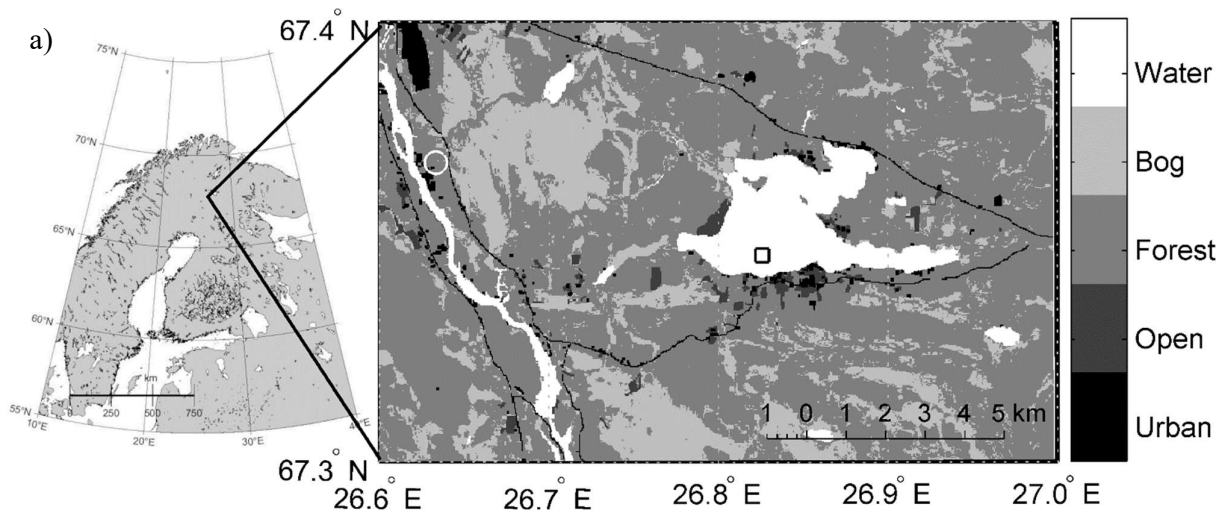 a)
75°N
70°N
65°N
60°N
55°N
10°E
20°E
30°E
40°E
km
0 250 500 750
67.4° N
67.3° N
26.6° E
26.7° E
26.8° E
26.9° E
27.0° E
1 0 1 2 3 4 5 km
Water
Bog
Forest
Open
Urban